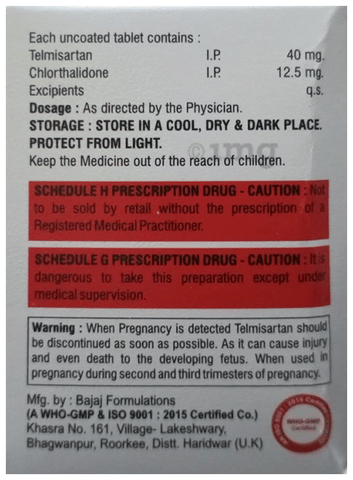 Each uncoated tablet contains :
Telmisartan I.P. 40 mg.
Chlorthalidone I.P. 12.5 mg.
Excipients q.s.
Dosage : As directed by the Physician.
STORAGE : STORE IN A COOL, DRY & DARK PLACE.
PROTECT FROM LIGHT.
Keep the Medicine out of the reach of children.
1mg
SCHEDULE H PRESCRIPTION DRUG - CAUTION : Not
to be sold by retail without the prescription of a
Registered Medical Practitioner.
SCHEDULE G PRESCRIPTION DRUG - CAUTION : It is
dangerous to take this preparation except under
medical supervision.
Warning : When Pregnancy is detected Telmisartan should
be discontinued as soon as possible. As it can cause injury
and even death to the developing fetus. When used in
pregnancy during second and third trimesters of pregnancy.
Mfg. by : Bajaj Formulations
(A WHO-GMP & ISO 9001 : 2015 Certified Co.)
Khasra No. 161, Village- Lakeshwary,
Bhagwanpur, Roorkee, Distt. Haridwar (U.K)
WHO-GMP
Certified